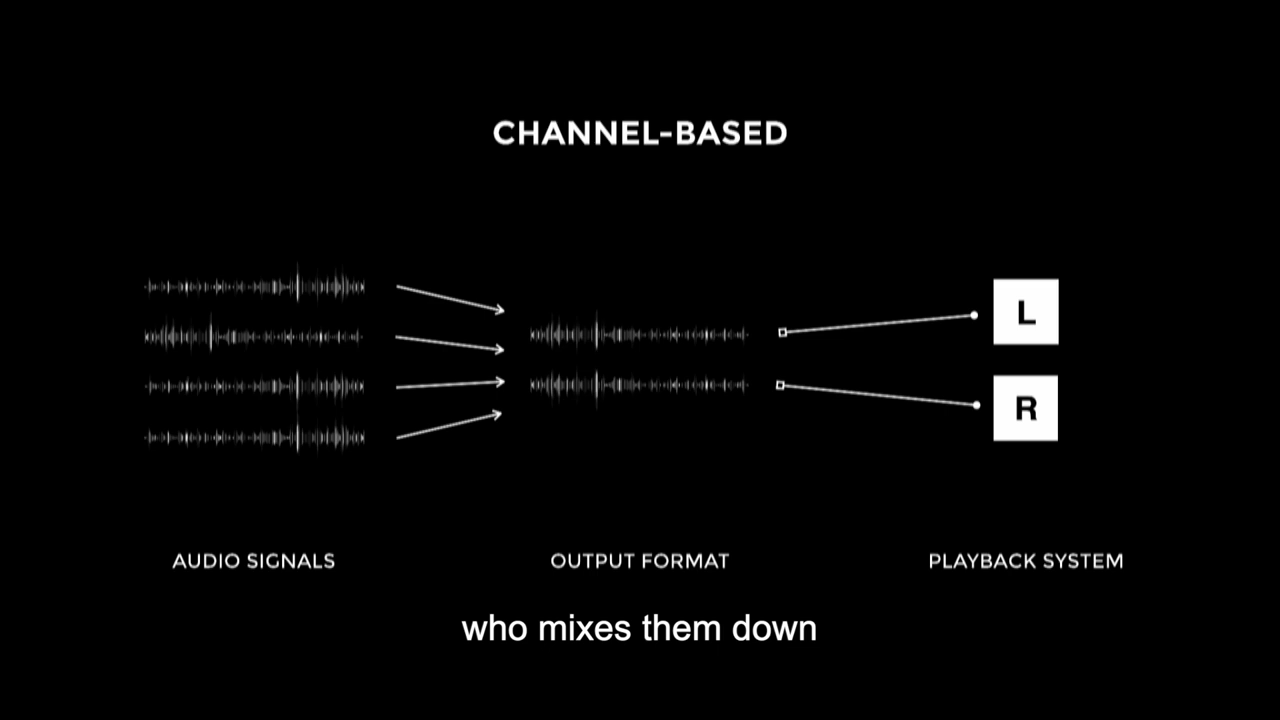 CHANNEL-BASED
L
R
AUDIO SIGNALS
OUTPUT FORMAT
PLAYBACK SYSTEM
who mixes them down